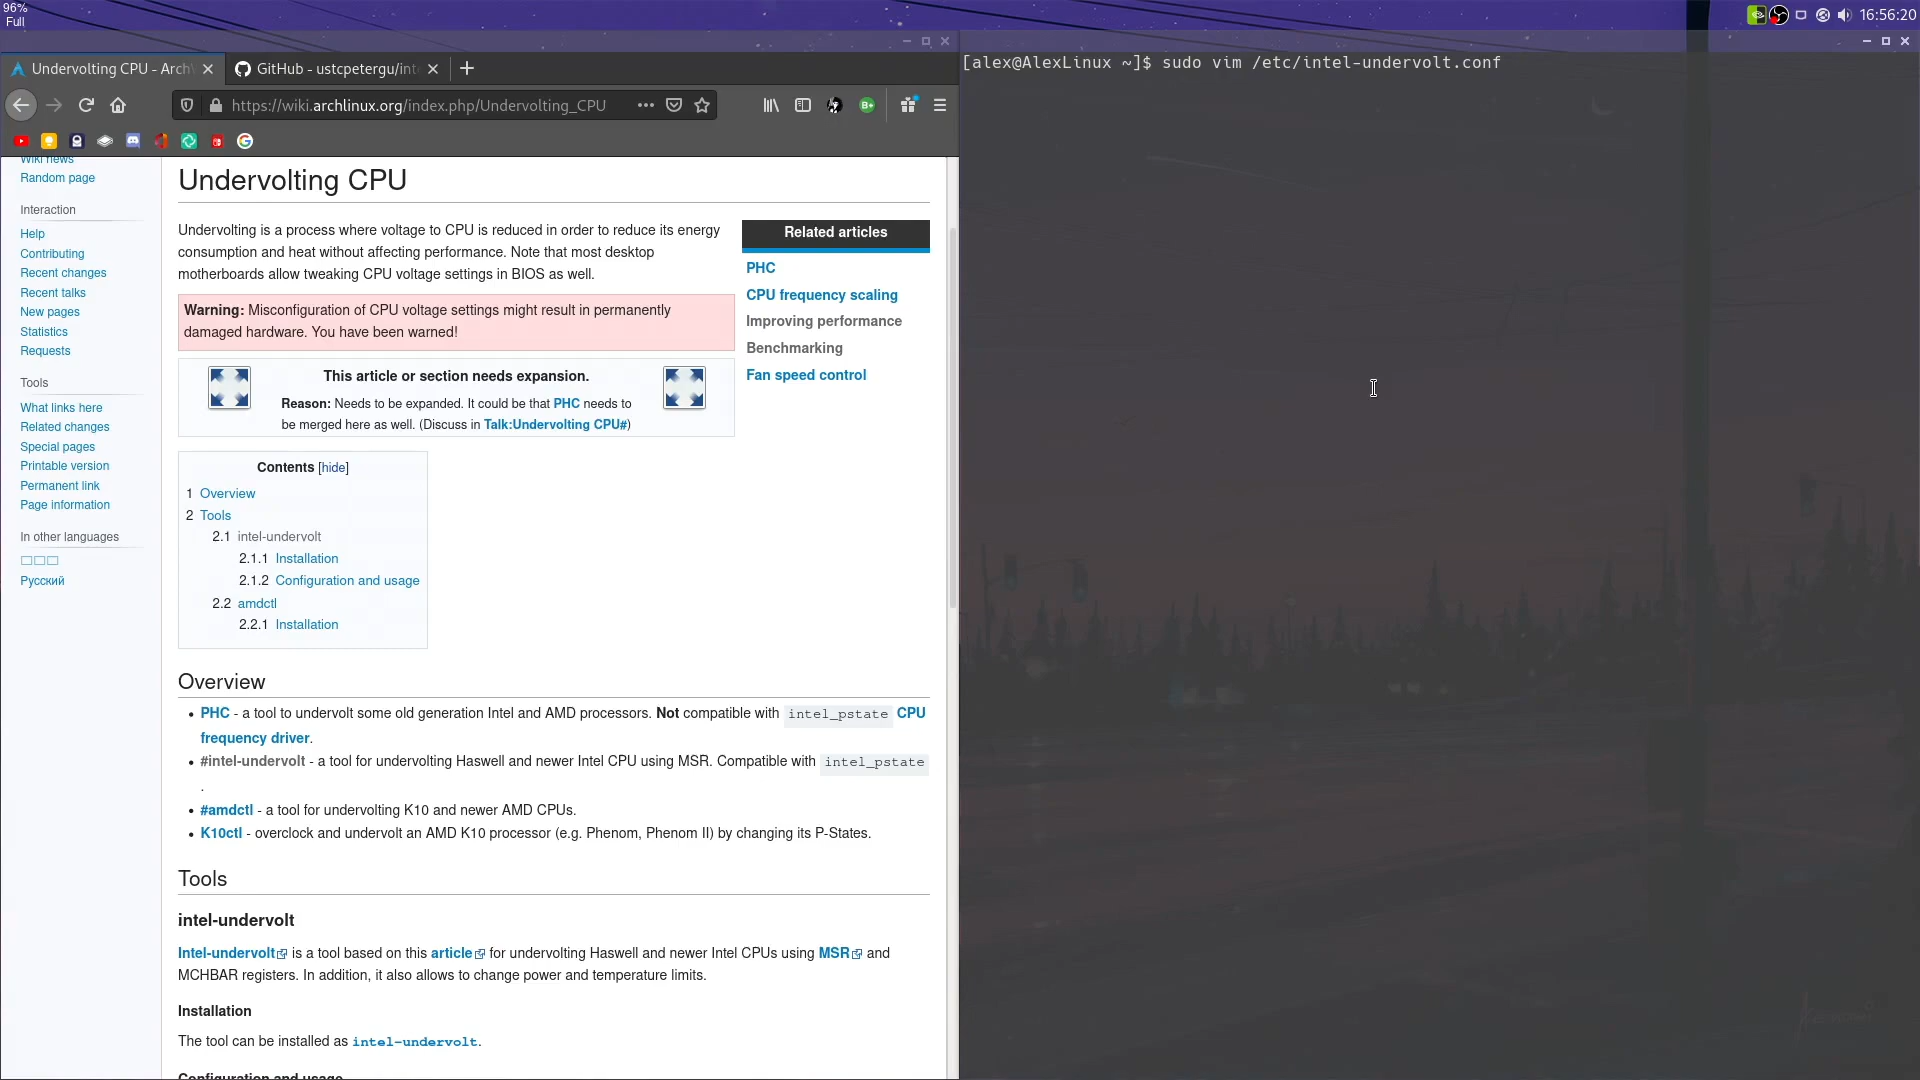 96%
Full
16:56:20
Undervolting CPU - Arch
GitHub - ustcpetergu/inte
https://wiki.archlinux.org/index.php/Undervolting_CPU
[alex@AlexLinux ~]$ sudo vim /etc/intel-undervolt.conf
Wiki news
Random page
Interaction
Help
Contributing
Recent changes
Recent talks
New pages
Statistics
Requests
Tools
What links here
Related changes
Special pages
Printable version
Permanent link
Page information
In other languages
Русский
Undervolting CPU
Undervolting is a process where voltage to CPU is reduced in order to reduce its energy
consumption and heat without affecting performance. Note that most desktop
motherboards allow tweaking CPU voltage settings in BIOS as well.
Warning: Misconfiguration of CPU voltage settings might result in permanently
damaged hardware. You have been warned!
This article or section needs expansion.
Reason: Needs to be expanded. It could be that PHC needs to
be merged here as well. (Discuss in Talk:Undervolting CPU#)
Related articles
PHC
CPU frequency scaling
Improving performance
Benchmarking
Fan speed control
Contents [hide]
1 Overview
2 Tools
2.1 intel-undervolt
2.1.1 Installation
2.1.2 Configuration and usage
2.2 amdctl
2.2.1 Installation
Overview
• PHC - a tool to undervolt some old generation Intel and AMD processors. Not compatible with intel_pstate CPU
frequency driver.
• #intel-undervolt - a tool for undervolting Haswell and newer Intel CPU using MSR. Compatible with intel_pstate
.
• #amdctl - a tool for undervolting K10 and newer AMD CPUs.
• K10ctl - overclock and undervolt an AMD K10 processor (e.g. Phenom, Phenom II) by changing its P-States.
Tools
intel-undervolt
Intel-undervolt is a tool based on this article for undervolting Haswell and newer Intel CPUs using MSR and
MCHBAR registers. In addition, it also allows to change power and temperature limits.
Installation
The tool can be installed as intel-undervolt.
Configuration and usage